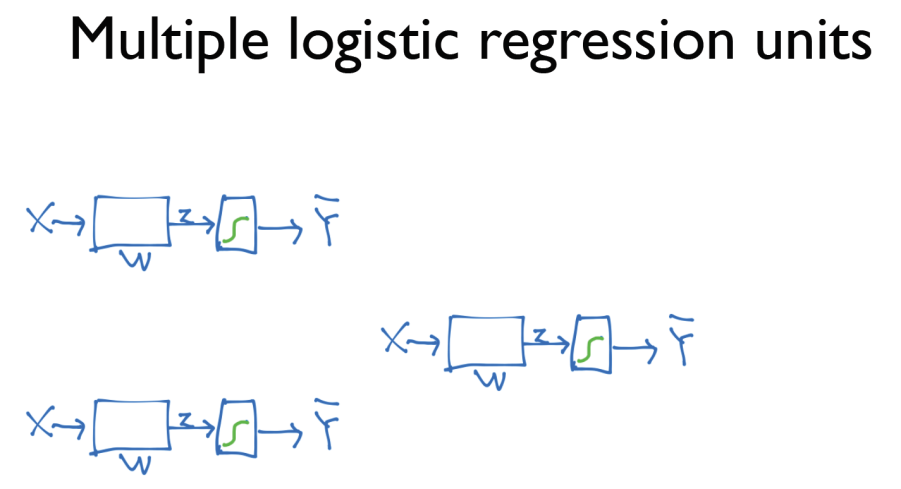 Multiple logistic regression units
X → z → Ȳ
W
X → z → Ȳ
W
X → z → Ȳ
W